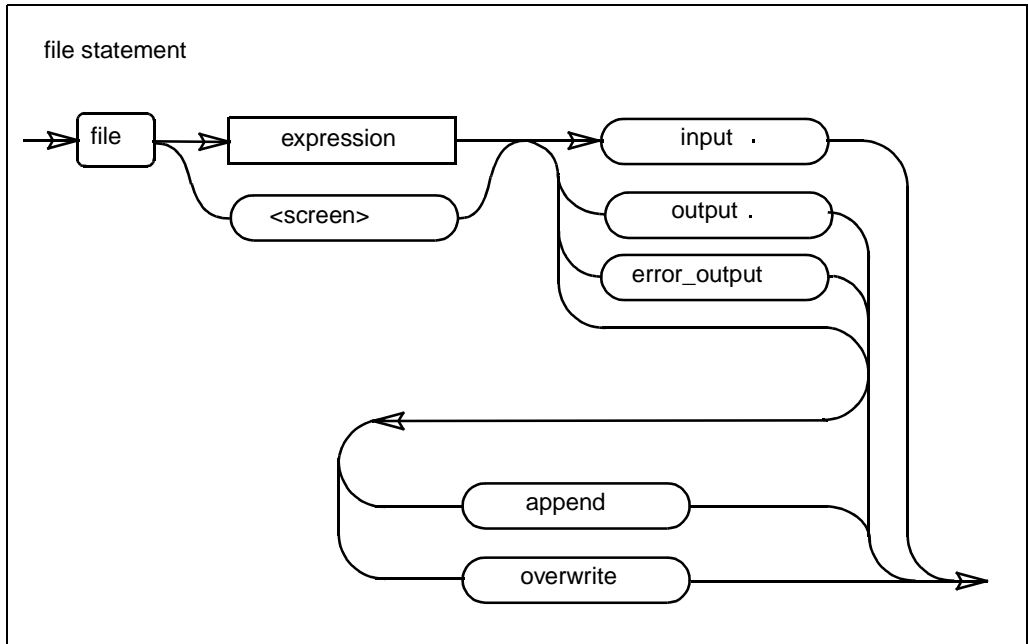 file statement
file
expression
input .
<screen>
output .
error_output
append
overwrite